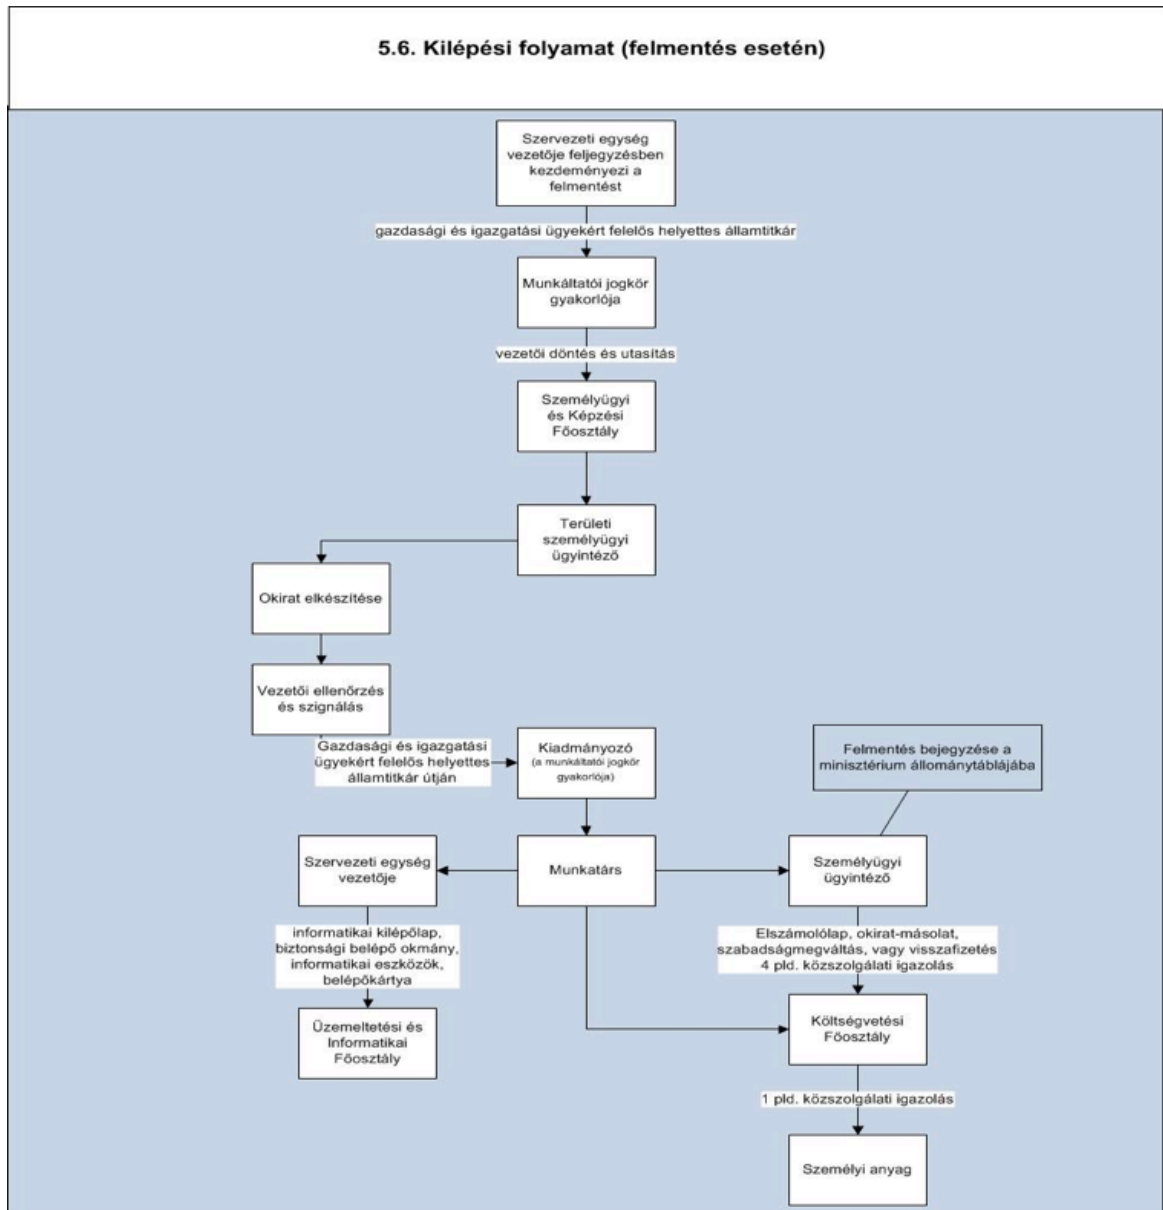 5.6. Kilépési folyamat (felmentés esetén)
Szervezeti egység
vezetője feljegyzésben
kezdeményezi a
felmentést
gazdasági és igazgatási ügyekért felelős helyettes államtitkár
Munkáltatói jogkör
gyakorlója
vezetői döntés és utasítás
Személyügyi
és Képzési
Főosztály
Területi
személyügyi
ügyintéző
Okirat elkészítése
Vezetői ellenőrzés
és szignálás
Gazdasági és igazgatási
ügyekért felelős helyettes
államtitkár útján
Kiadmányozó
(a munkáltatói jogkör
gyakorlója)
Felmentés bejegyzése a
minisztérium állománytáblájába
Szervezeti egység
vezetője
Munkatárs
Személyügyi
ügyintéző
informatikai kilépőlap,
biztonsági belépő okmány,
informatikai eszközök,
belépőkártya
Elszámolólap, okirat-másolat,
szabadságmegváltás, vagy visszafizetés
4 pld. közszolgálati igazolás
Üzemeltetési és
Informatikai
Főosztály
Költségvetési
Főosztály
1 pld. közszolgálati igazolás
Személyi anyag